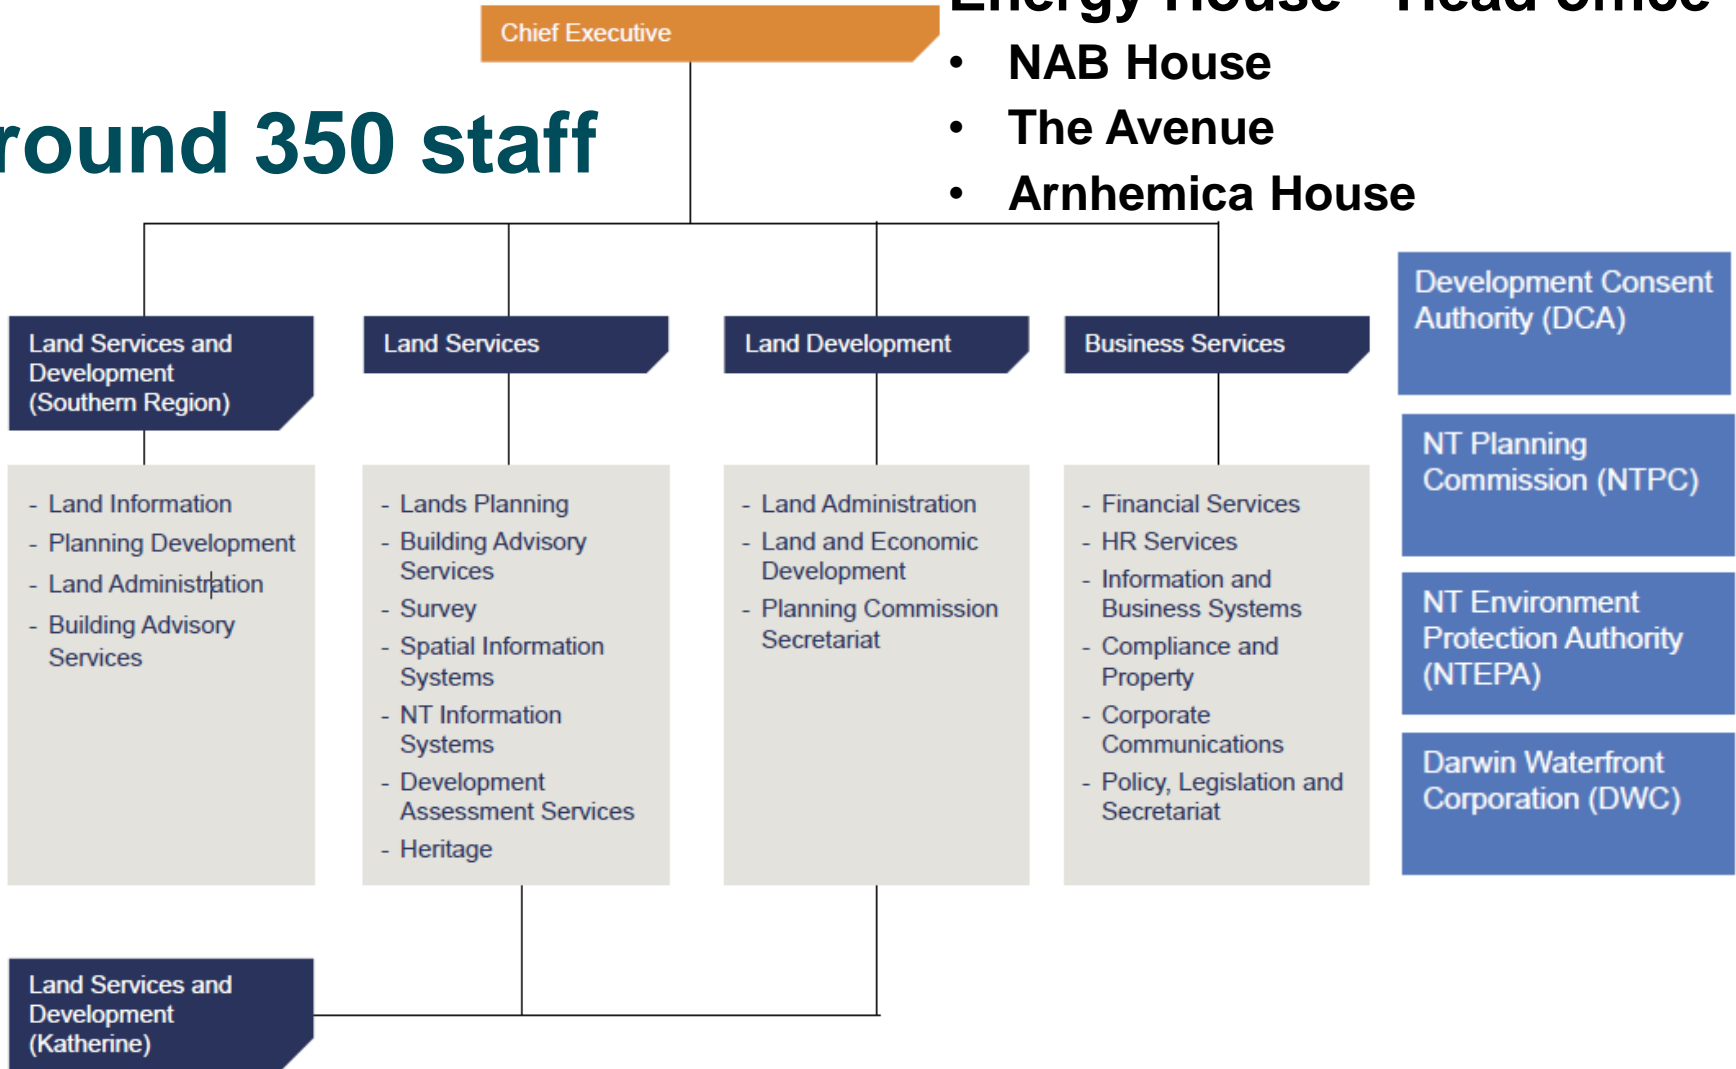 Energy House - Head office
Chief Executive
• NAB House
• The Avenue
• Arnhemica House
round 350 staff
Land Services and
Development
(Southern Region)
- Land Information
- Planning Development
- Land Administration
- Building Advisory
Services
Land Services
- Lands Planning
- Building Advisory
Services
- Survey
- Spatial Information
Systems
- NT Information
Systems
- Development
Assessment Services
- Heritage
Land Development
- Land Administration
- Land and Economic
Development
- Planning Commission
Secretariat
Business Services
- Financial Services
- HR Services
- Information and
Business Systems
- Compliance and
Property
- Corporate
Communications
- Policy, Legislation and
Secretariat
Development Consent
Authority (DCA)
NT Planning
Commission (NTPC)
NT Environment
Protection Authority
(NTEPA)
Darwin Waterfront
Corporation (DWC)
Land Services and
Development
(Katherine)